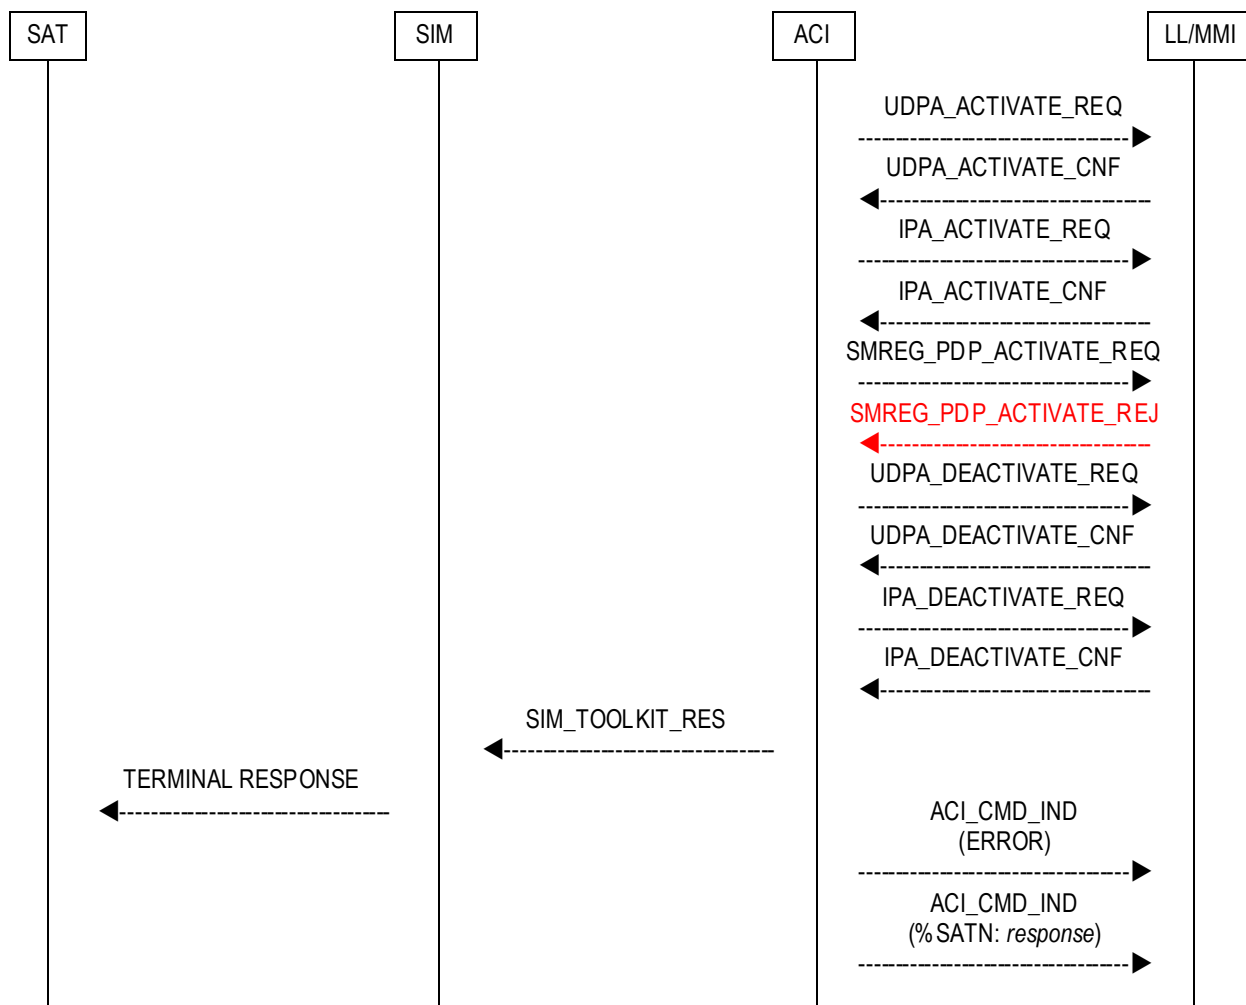 SAT
SIM
ACI
LL/MMI
UDPA_ACTIVATE_REQ
UDPA_ACTIVATE_CNF
IPA_ACTIVATE_REQ
IPA_ACTIVATE_CNF
SMREG_PDP_ACTIVATE_REQ
SMREG_PDP_ACTIVATE_REJ
UDPA_DEACTIVATE_REQ
UDPA_DEACTIVATE_CNF
IPA_DEACTIVATE_REQ
IPA_DEACTIVATE_CNF
SIM_TOOLKIT_RES
TERMINAL RESPONSE
ACI_CMD_IND
(ERROR)
ACI_CMD_IND
(%SATN: response)